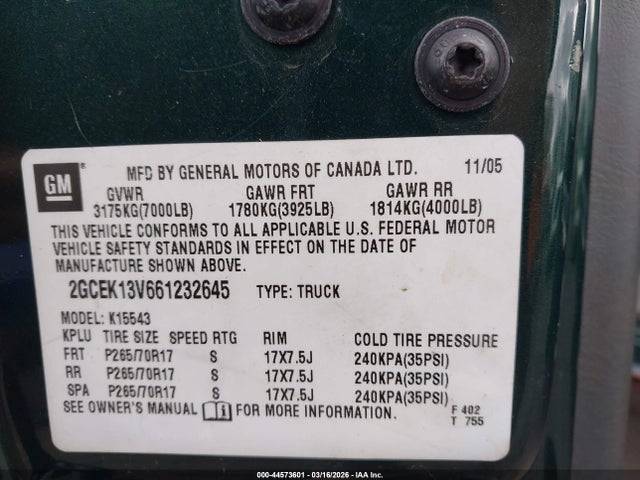 GM ® MFD BY GENERAL MOTORS OF CANADA LTD. 11/05
GVWR GAWR FRT GAWR RR
3175KG(7000LB) 1780KG(3925LB) 1814KG(4000LB)
THIS VEHICLE CONFORMS TO ALL APPLICABLE U.S. FEDERAL MOTOR
VEHICLE SAFETY STANDARDS IN EFFECT ON THE DATE OF
MANUFACTURE SHOWN ABOVE.
2GCEK13V661232645 TYPE: TRUCK
MODEL: K15543
KPLU TIRE SIZE SPEED RTG RIM COLD TIRE PRESSURE
FRT P265/70R17 S 17X7.5J 240KPA(35PSI)
RR P265/70R17 S 17X7.5J 240KPA(35PSI)
SPA P265/70R17 S 17X7.5J 240KPA(35PSI)
SEE OWNER'S MANUAL FOR MORE INFORMATION. F 402
T 755
000-44573601 - 03/16/2026 - IAA Inc.